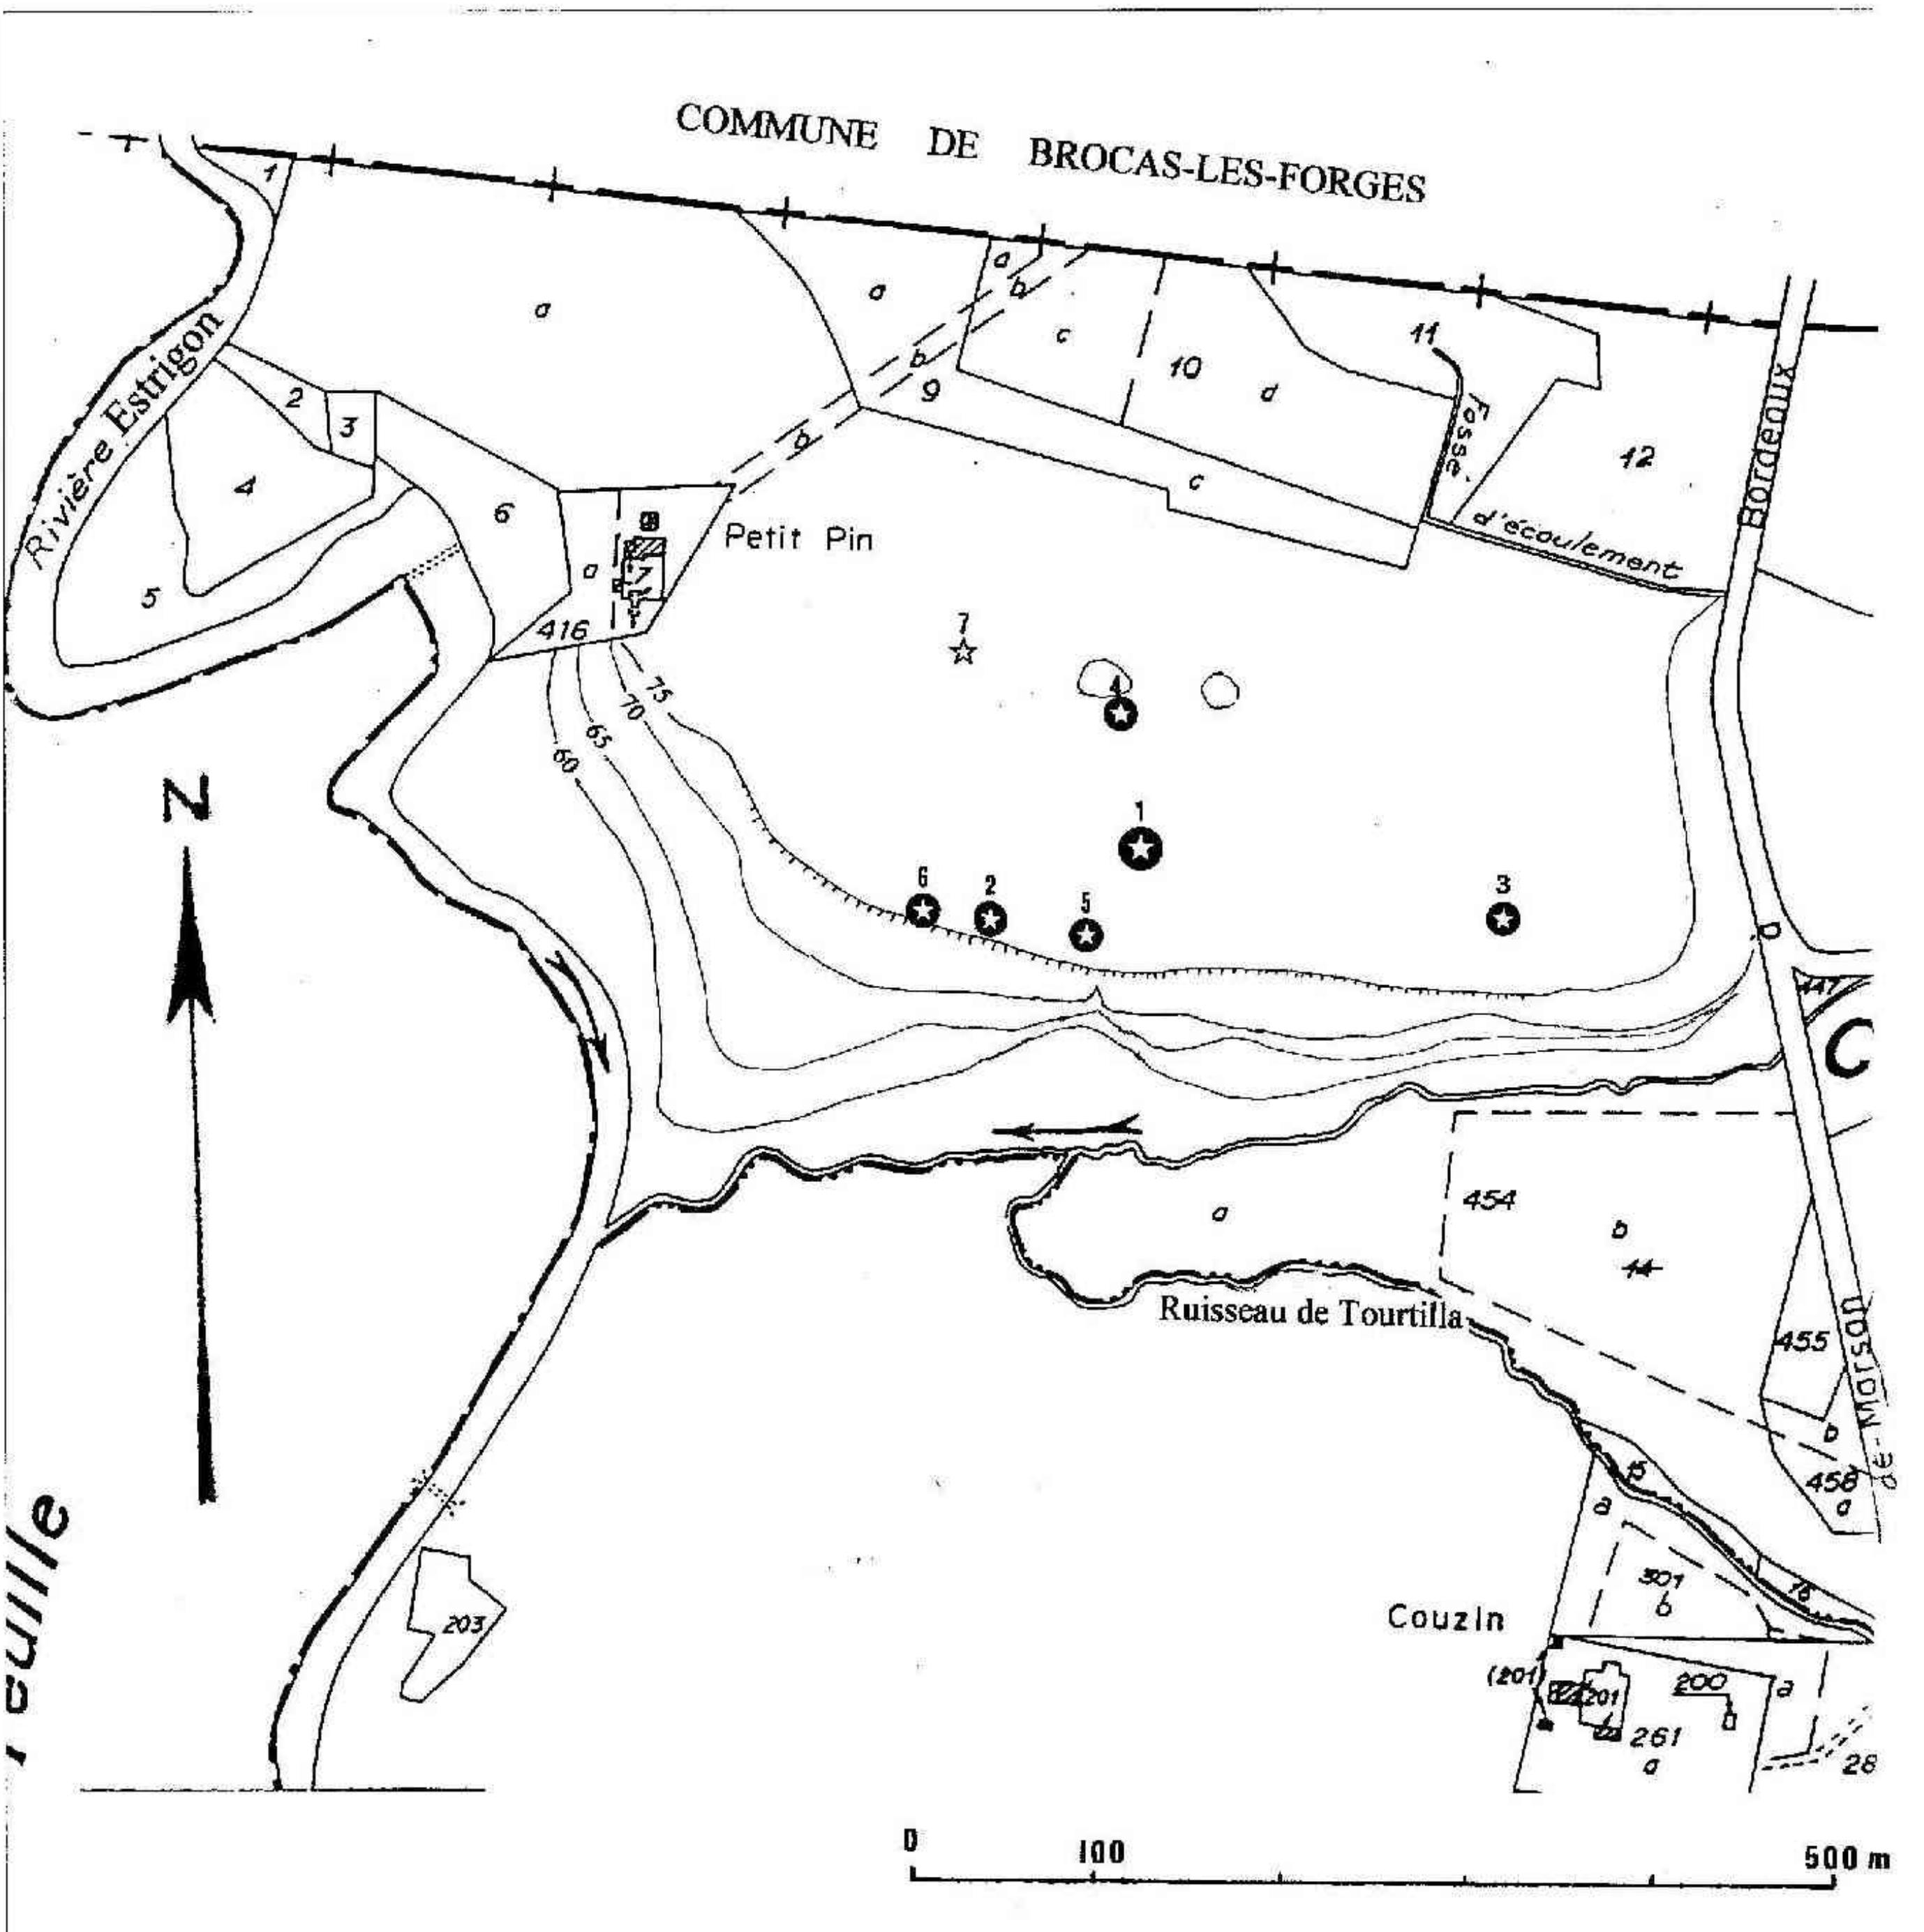 COMMUNE DE BROCAS-LES-FORGES
1
a
a
a
b
c
11
10
d
b
9
Rivière Estrigon
2
3
b
Fossé
12
Bordeaux
4
6
c
Petit Pin
d'écoulement
a
7
5
416
7
75
70
4
65
60
N
1
6
2
5
3
D
447
C
454
a
b
14
Ruisseau de Tourtilla
455
de-Marsan
b
458
a
15
a
301
b
16
Couzin
203
(201)
201
200
a
261
a
28
0 100 500 m